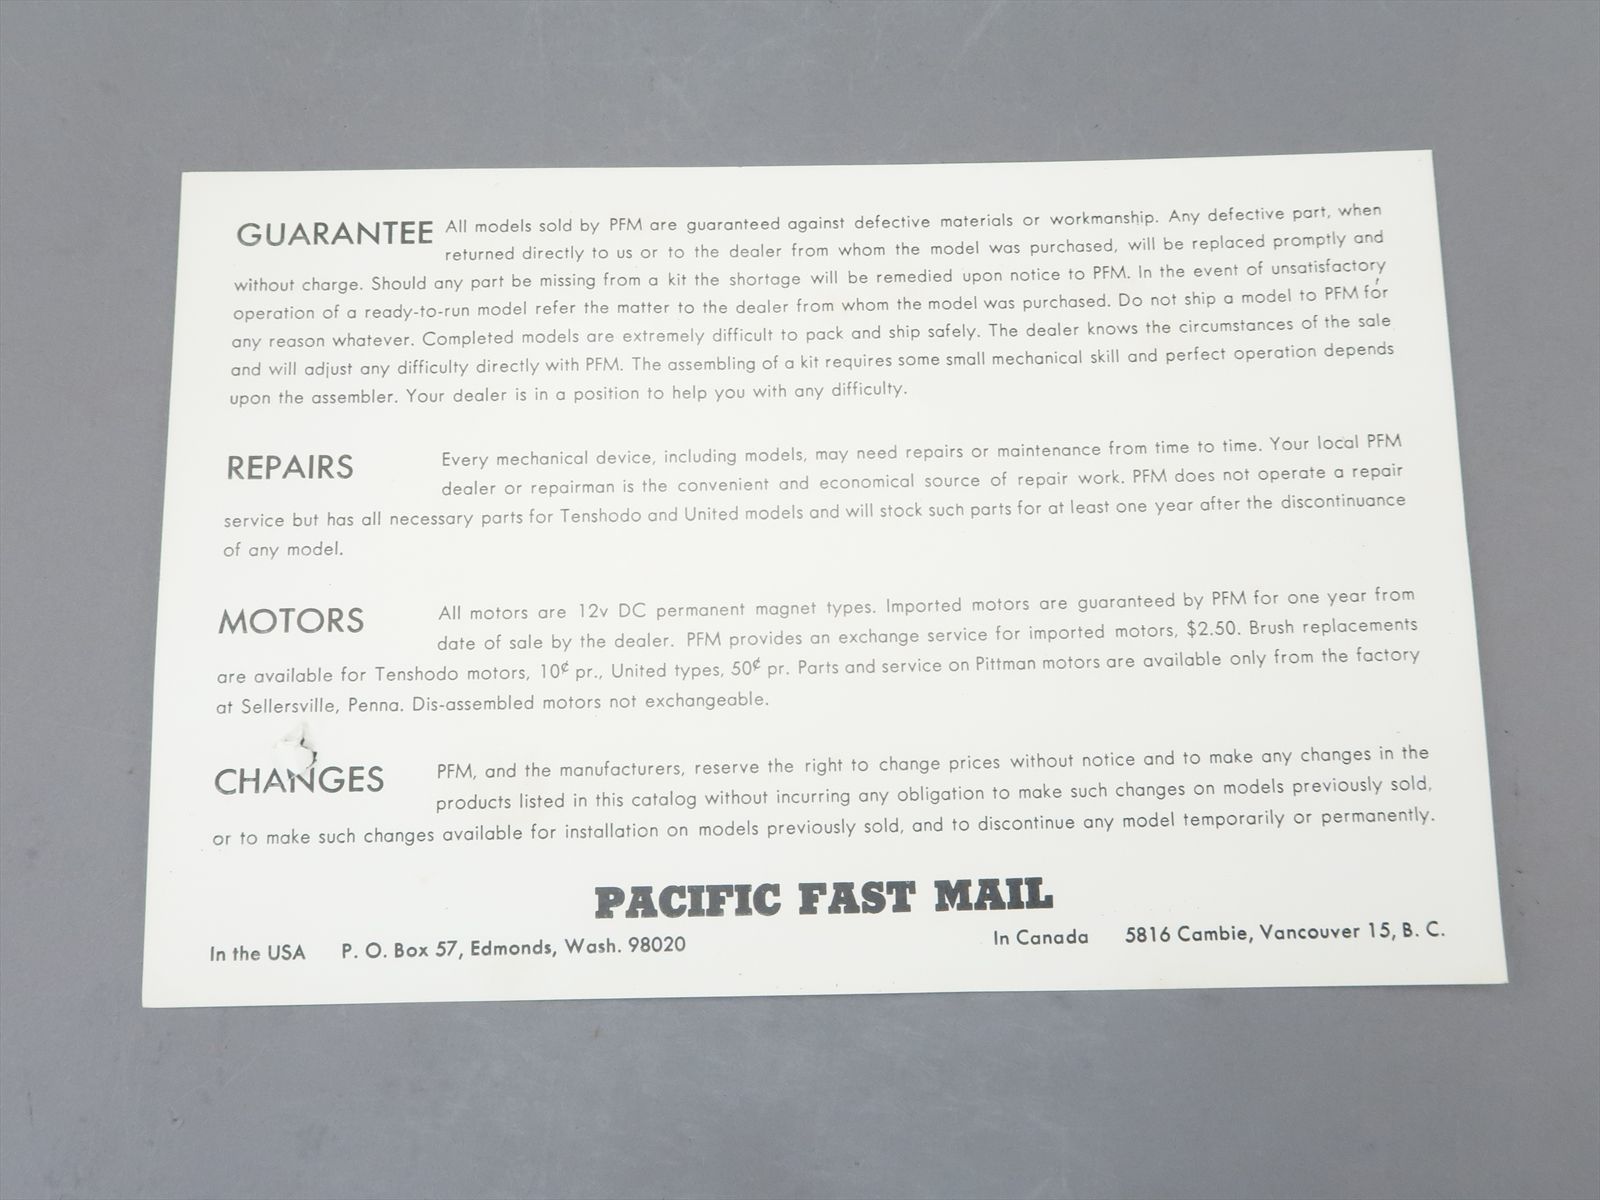 GUARANTEE All models sold by PFM are guaranteed against defective materials or workmanship. Any defective part, when
returned directly to us or to the dealer from whom the model was purchased, will be replaced promptly and
without charge. Should any part be missing from a kit the shortage will be remedied upon notice to PFM. In the event of unsatisfactory
operation of a ready-to-run model refer the matter to the dealer from whom the model was purchased. Do not ship a model to PFM for
any reason whatever. Completed models are extremely difficult to pack and ship safely. The dealer knows the circumstances of the sale
and will adjust any difficulty directly with PFM. The assembling of a kit requires some small mechanical skill and perfect operation depends
upon the assembler. Your dealer is in a position to help you with any difficulty.
REPAIRS Every mechanical device, including models, may need repairs or maintenance from time to time. Your local PFM
dealer or repairman is the convenient and economical source of repair work. PFM does not operate a repair
service but has all necessary parts for Tenshodo and United models and will stock such parts for at least one year after the discontinuance
of any model.
MOTORS All motors are 12v DC permanent magnet types. Imported motors are guaranteed by PFM for one year from
date of sale by the dealer. PFM provides an exchange service for imported motors, $2.50. Brush replacements
are available for Tenshodo motors, 10¢ pr., United types, 50¢ pr. Parts and service on Pittman motors are available only from the factory
at Sellersville, Penna. Dis-assembled motors not exchangeable.
CHANGES PFM, and the manufacturers, reserve the right to change prices without notice and to make any changes in the
products listed in this catalog without incurring any obligation to make such changes on models previously sold,
or to make such changes available for installation on models previously sold, and to discontinue any model temporarily or permanently.
PACIFIC FAST MAIL
In the USA P. O. Box 57, Edmonds, Wash. 98020 In Canada 5816 Cambie, Vancouver 15, B. C.